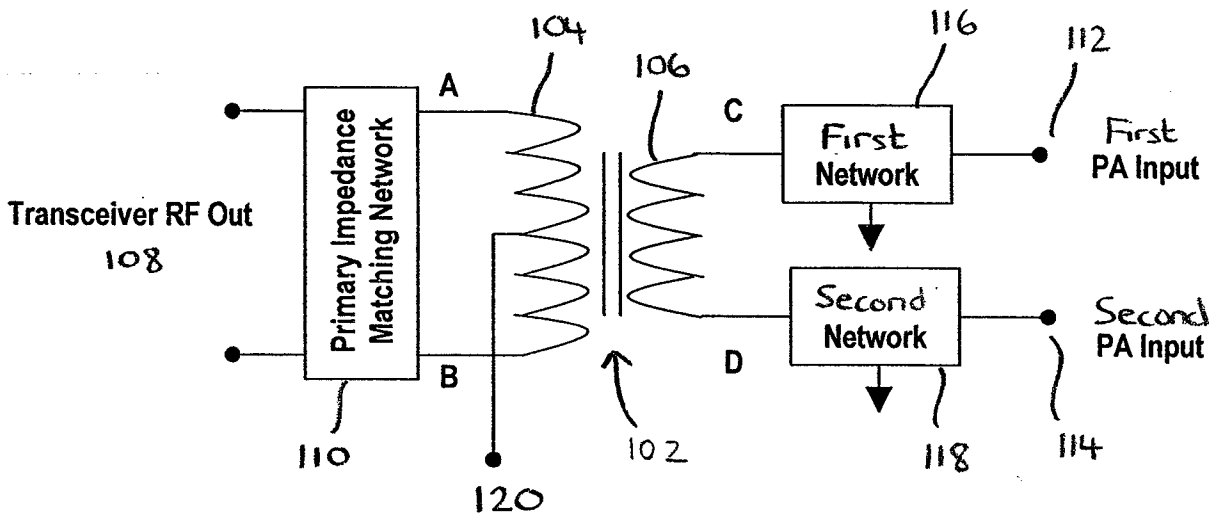 104
116
112
A
106
C
First
Network
First
PA Input
Transceiver RF Out
108
Primary Impedance
Matching Network
Second
Network
Second
PA Input
B
D
110
102
118
114
120